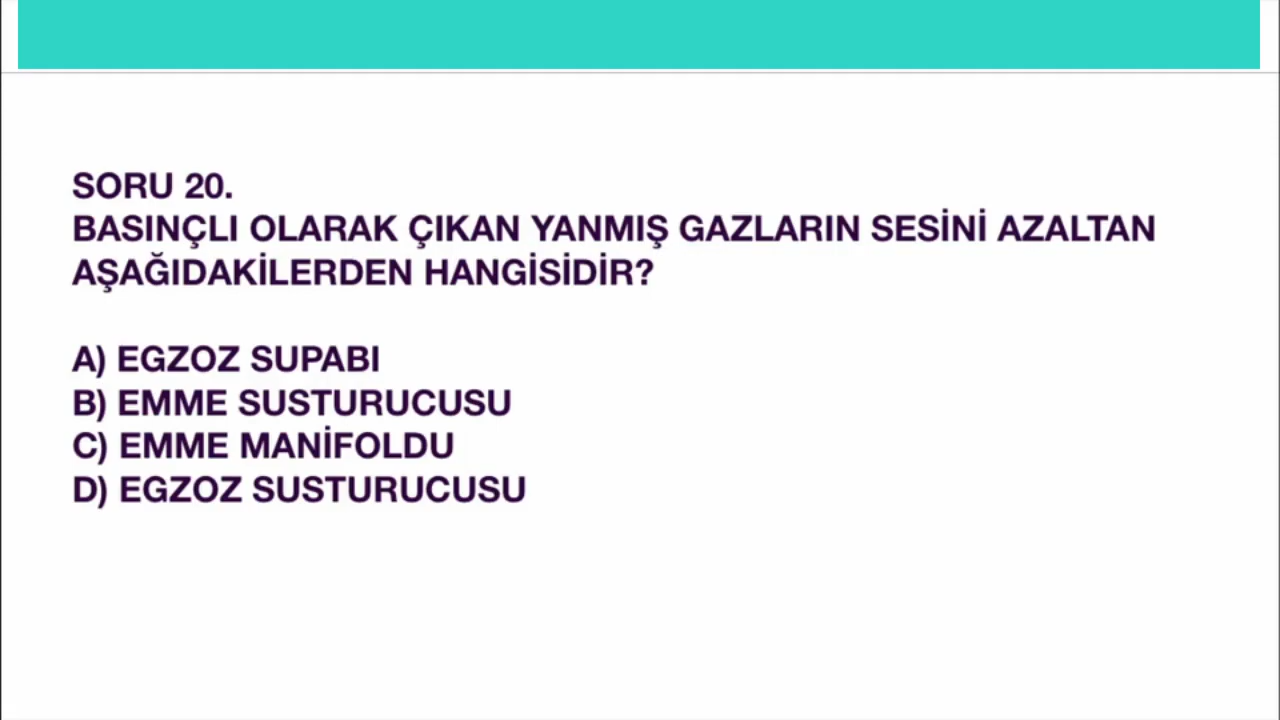 SORU 20.
BASINÇLI OLARAK ÇIKAN YANMIŞ GAZLARIN SESİNİ AZALTAN
AŞAĞIDAKİLERDEN HANGİSİDİR?
A) EGZOZ SUPABI
B) EMME SUSTURUCUSU
C) EMME MANİFOLDU
D) EGZOZ SUSTURUCUSU